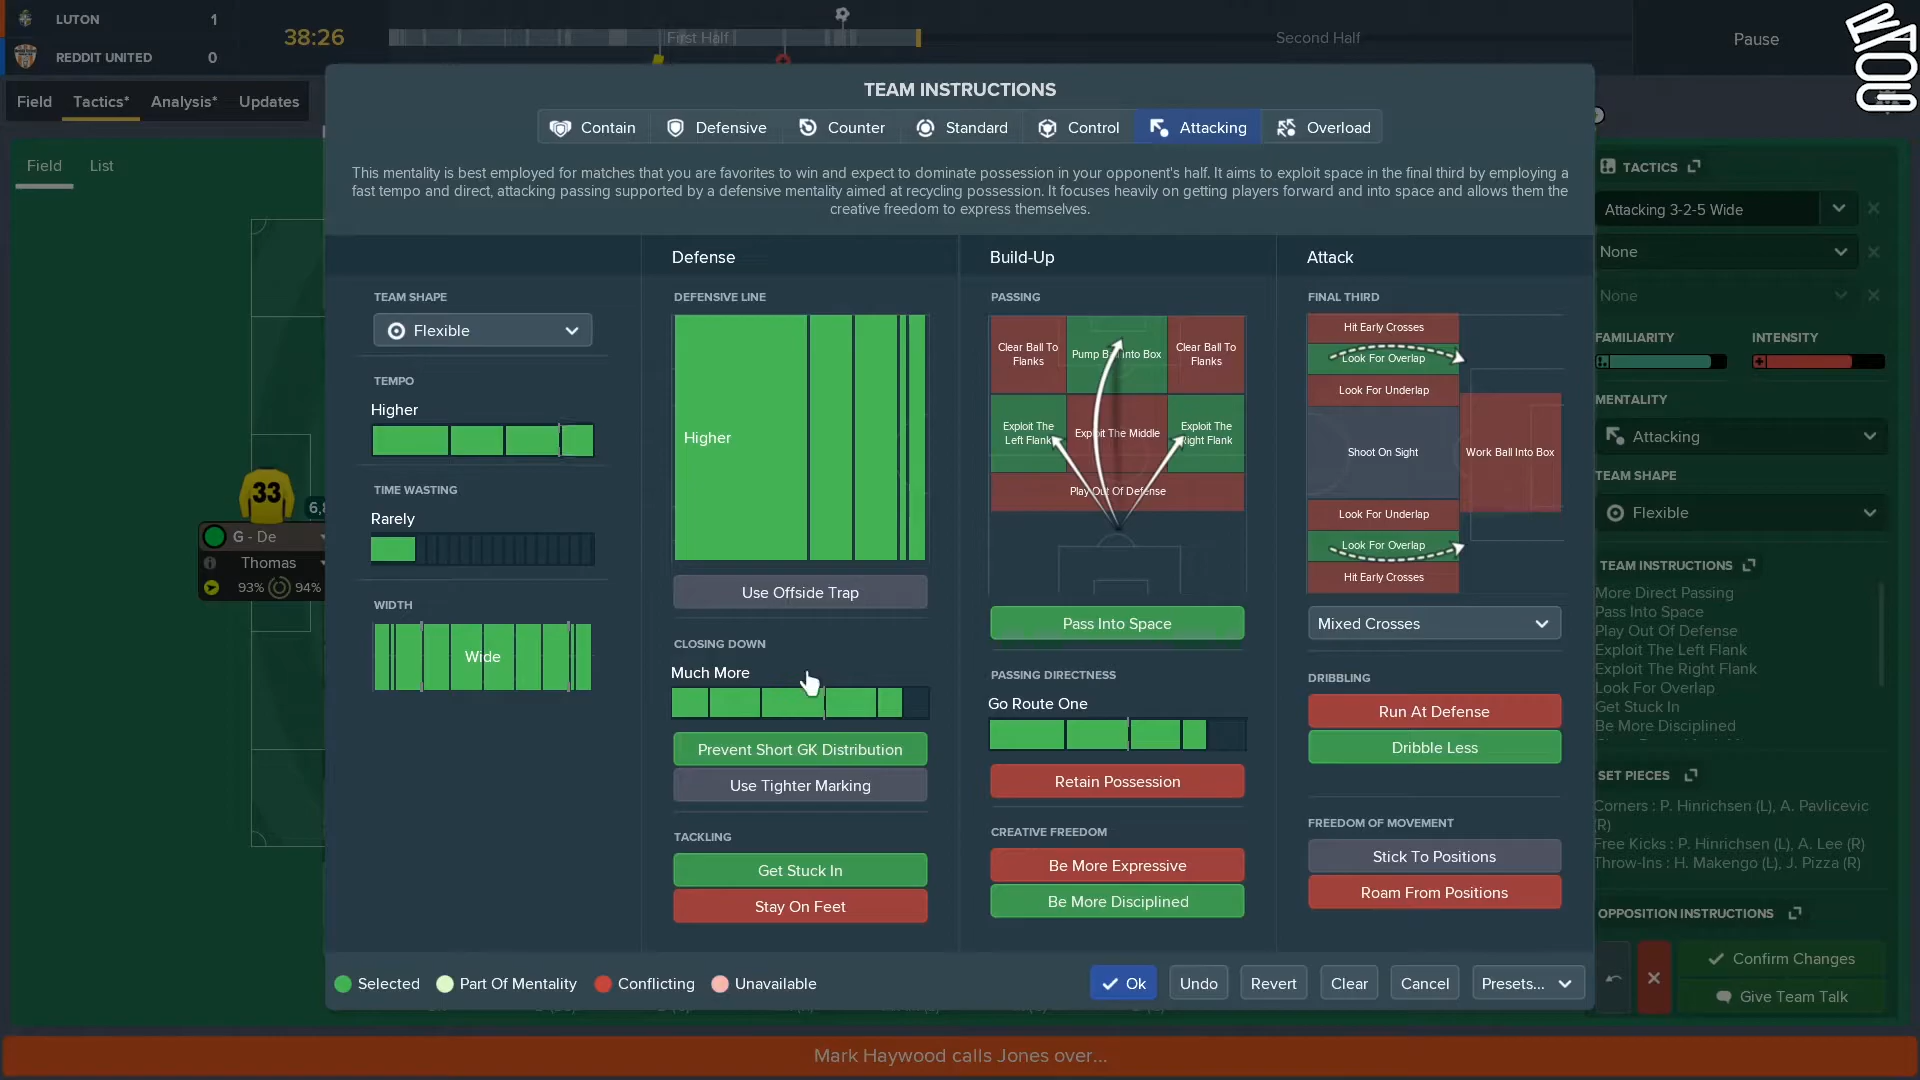 LUTON 1
REDDIT UNITED 0
38:26
First Half
Second Half
Pause
WFOG
Field
Tactics*
Analysis*
Updates
Field
List
33
6,8
G - De
Thomas
93%
94%
TEAM INSTRUCTIONS
Contain
Defensive
Counter
Standard
Control
Attacking
Overload
This mentality is best employed for matches that you are favorites to win and expect to dominate possession in your opponent's half. It aims to exploit space in the final third by employing a
fast tempo and direct, attacking passing supported by a defensive mentality aimed at recycling possession. It focuses heavily on getting players forward and into space and allows them the
creative freedom to express themselves.
TEAM SHAPE
Flexible
TEMPO
Higher
TIME WASTING
Rarely
WIDTH
Wide
Defense
DEFENSIVE LINE
Higher
Use Offside Trap
CLOSING DOWN
Much More
Prevent Short GK Distribution
Use Tighter Marking
TACKLING
Get Stuck In
Stay On Feet
Build-Up
PASSING
Clear Ball To
Flanks
Pump Ball Into Box
Clear Ball To
Flanks
Exploit The
Left Flank
Exploit The Middle
Exploit The
Right Flank
Play Out Of Defense
Pass Into Space
PASSING DIRECTNESS
Go Route One
Retain Possession
CREATIVE FREEDOM
Be More Expressive
Be More Disciplined
Attack
FINAL THIRD
Hit Early Crosses
Look For Overlap
Look For Underlap
Shoot On Sight
Work Ball Into Box
Look For Underlap
Look For Overlap
Hit Early Crosses
Mixed Crosses
DRIBBLING
Run At Defense
Dribble Less
FREEDOM OF MOVEMENT
Stick To Positions
Roam From Positions
Selected
Part Of Mentality
Conflicting
Unavailable
Ok
Undo
Revert
Clear
Cancel
Presets...
TACTICS
Attacking 3-2-5 Wide
None
None
FAMILIARITY
INTENSITY
MENTALITY
Attacking
TEAM SHAPE
Flexible
TEAM INSTRUCTIONS
More Direct Passing
Pass Into Space
Play Out Of Defense
Exploit The Left Flank
Exploit The Right Flank
Look For Overlap
Get Stuck In
Be More Disciplined
SET PIECES
Corners : P. Hinrichsen (L), A. Pavlicevic
(R)
Free Kicks : P. Hinrichsen (L), A. Lee (R)
Throw-Ins : H. Makengo (L), J. Pizza (R)
OPPOSITION INSTRUCTIONS
Confirm Changes
Give Team Talk
Mark Haywood calls Jones over...